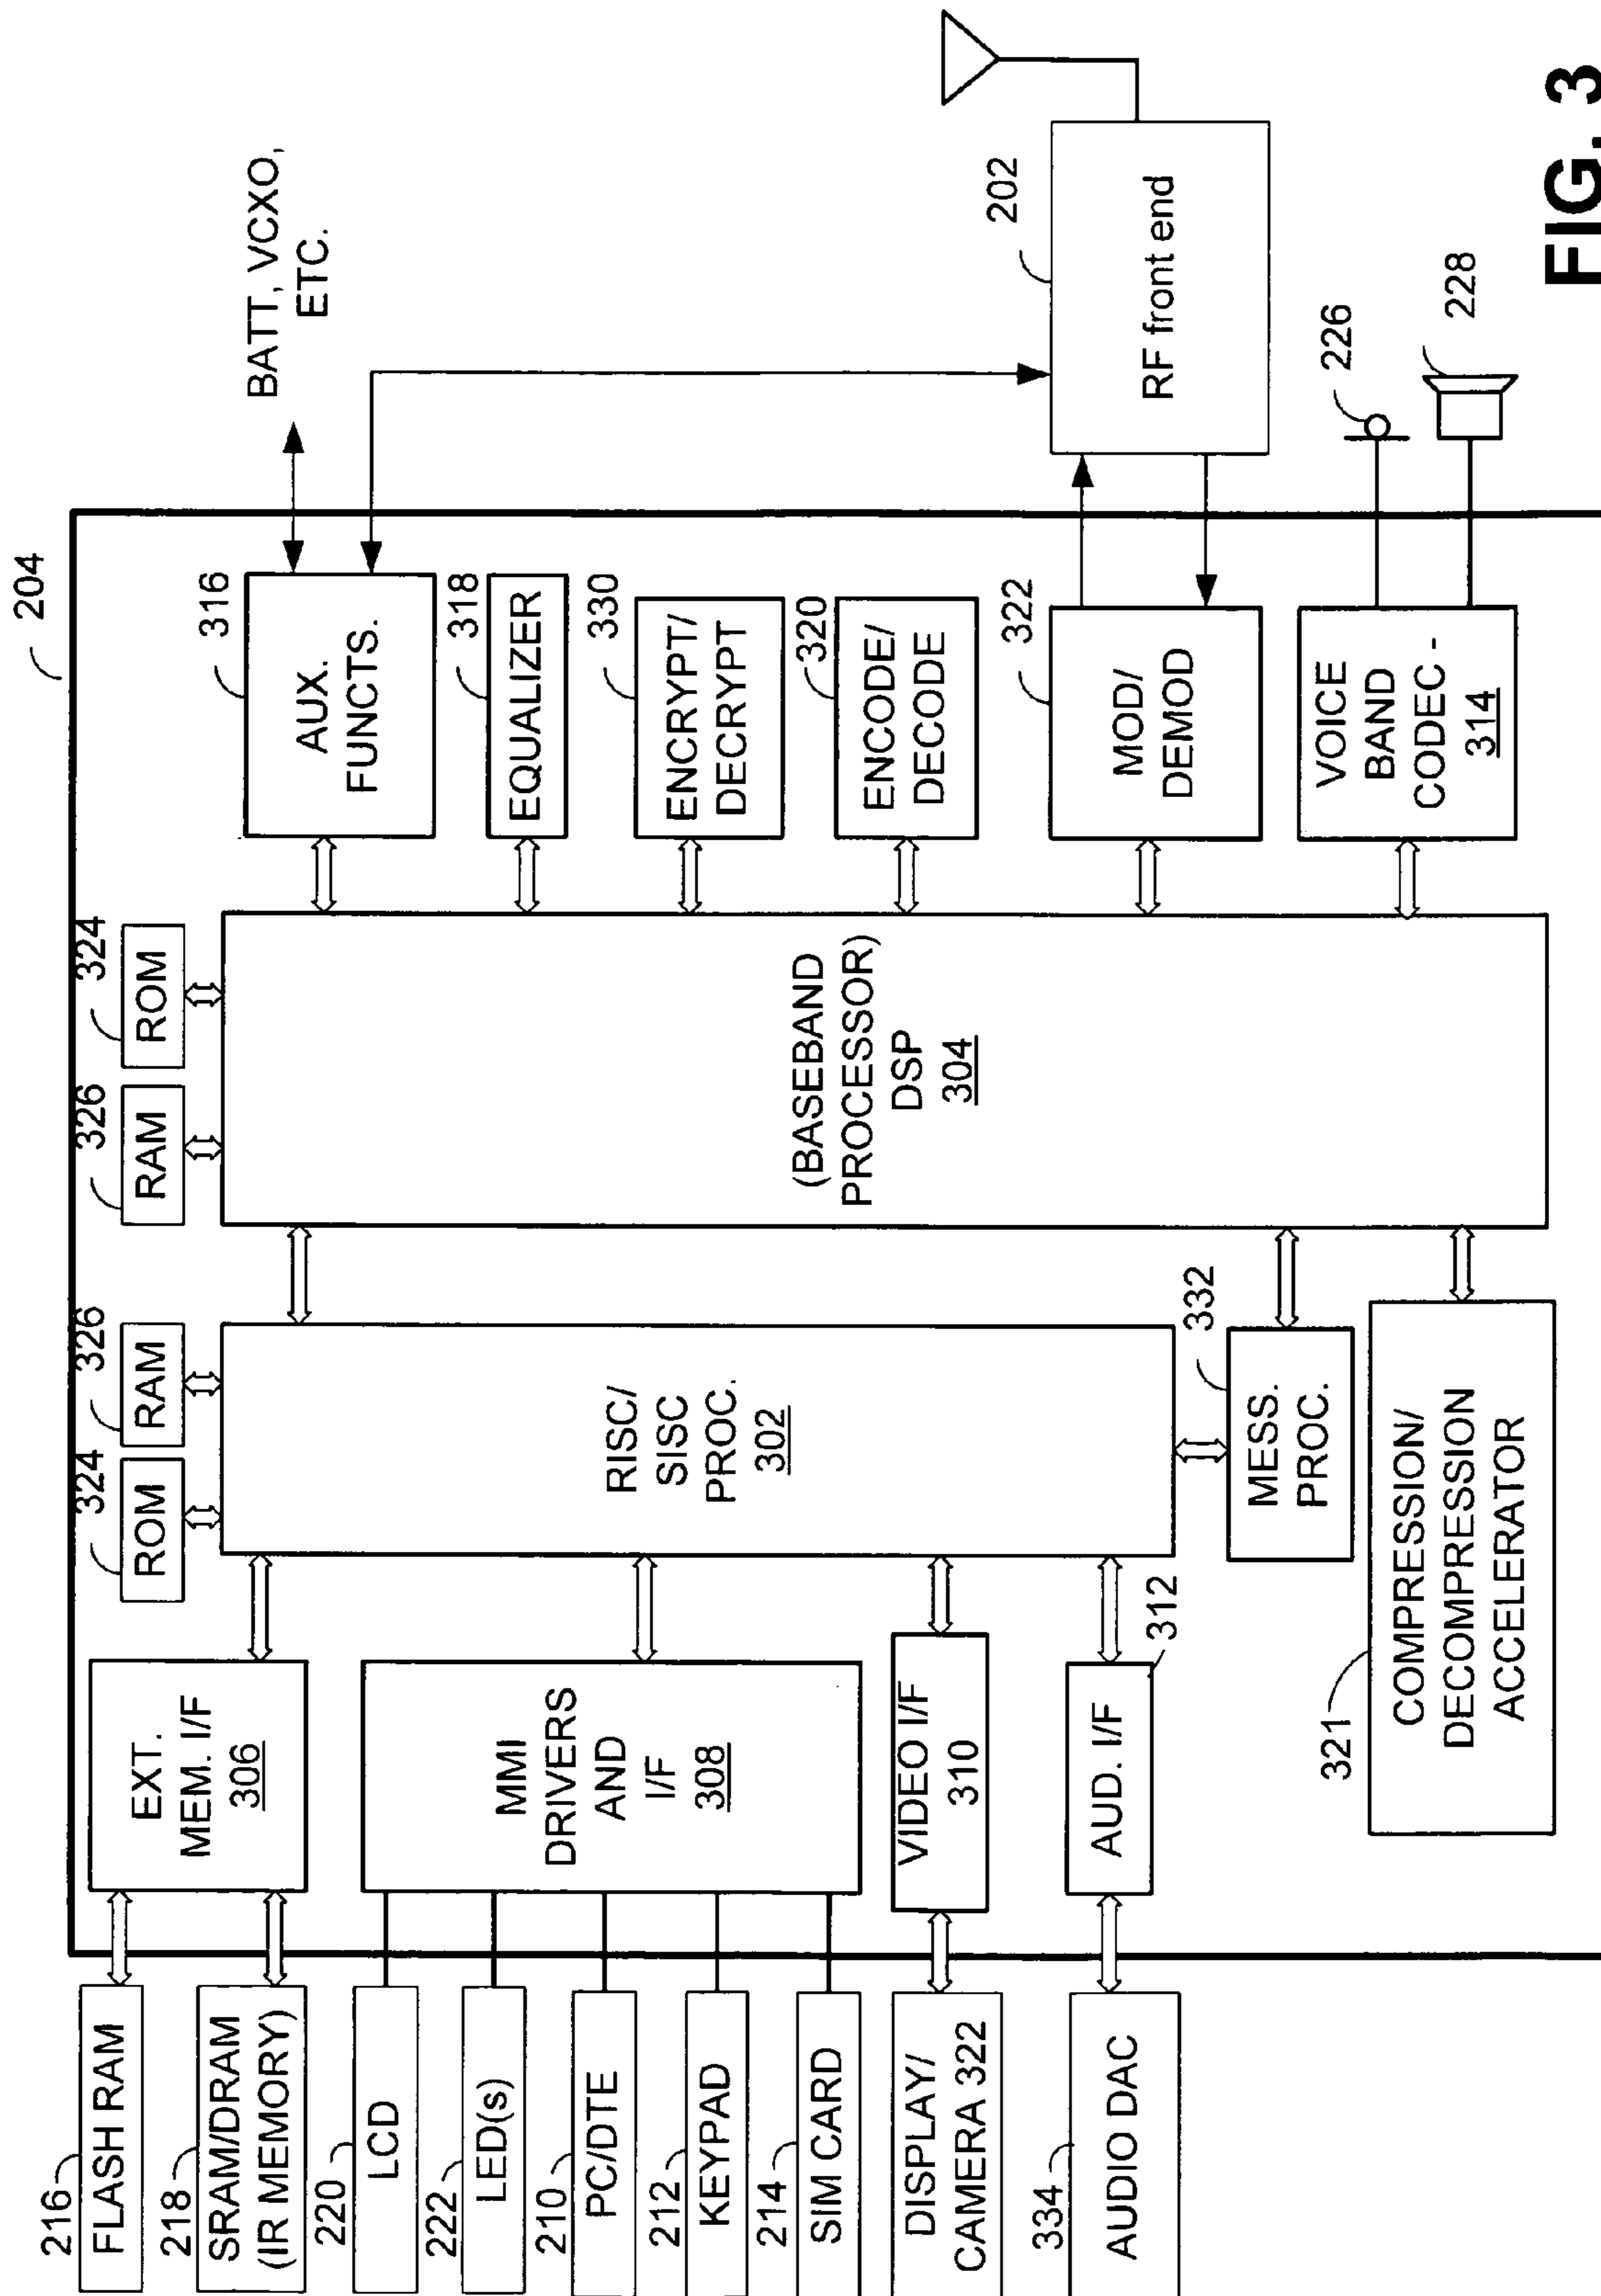 204
BATT, VCXO,
ETC.
216
FLASH RAM
218
SRAM/DRAM
(IR MEMORY)
220
LCD
222
LED(s)
210
PC/DTE
212
KEYPAD
214
SIM CARD
DISPLAY/
CAMERA 322
334
AUDIO DAC
EXT.
MEM. I/F
306
MMI
DRIVERS
AND
I/F
308
VIDEO I/F
310
AUD. I/F
312
321
COMPRESSION/
DECOMPRESSION
ACCELERATOR
324
ROM
326
RAM
RISC/
SISC
PROC.
302
332
MESS.
PROC.
326
RAM
324
ROM
(BASEBAND
PROCESSOR)
DSP
304
316
AUX.
FUNCTS.
318
EQUALIZER
330
ENCRYPT/
DECRYPT
320
ENCODE/
DECODE
322
MOD/
DEMOD
VOICE
BAND
CODEC -
314
202
RF front end
226
228
FIG. 3